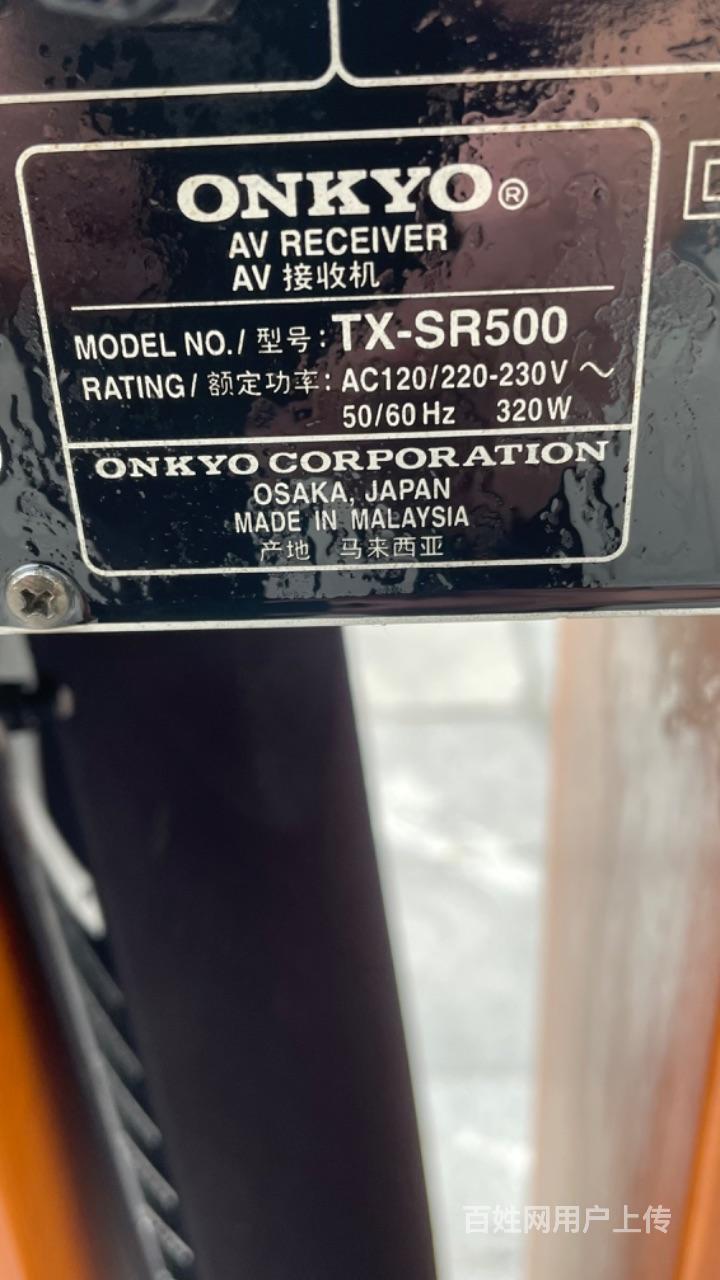 ONKYO®
AV RECEIVER
AV 接收机
MODEL NO./ 型号: TX-SR500
RATING/ 额定功率: AC120/220-230V ～
50/60 Hz 320W
ONKYO CORPORATION
OSAKA, JAPAN
MADE IN MALAYSIA
产地 马来西亚
百姓网用户上传